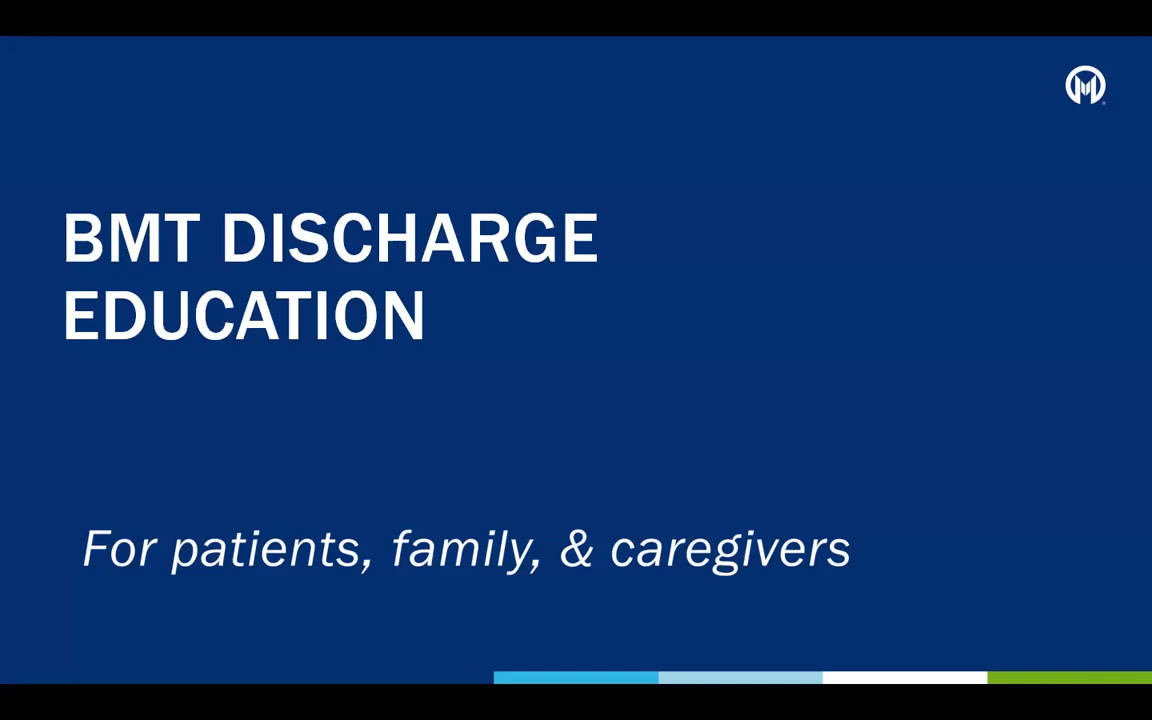 BMT DISCHARGE
EDUCATION
For patients, family, & caregivers